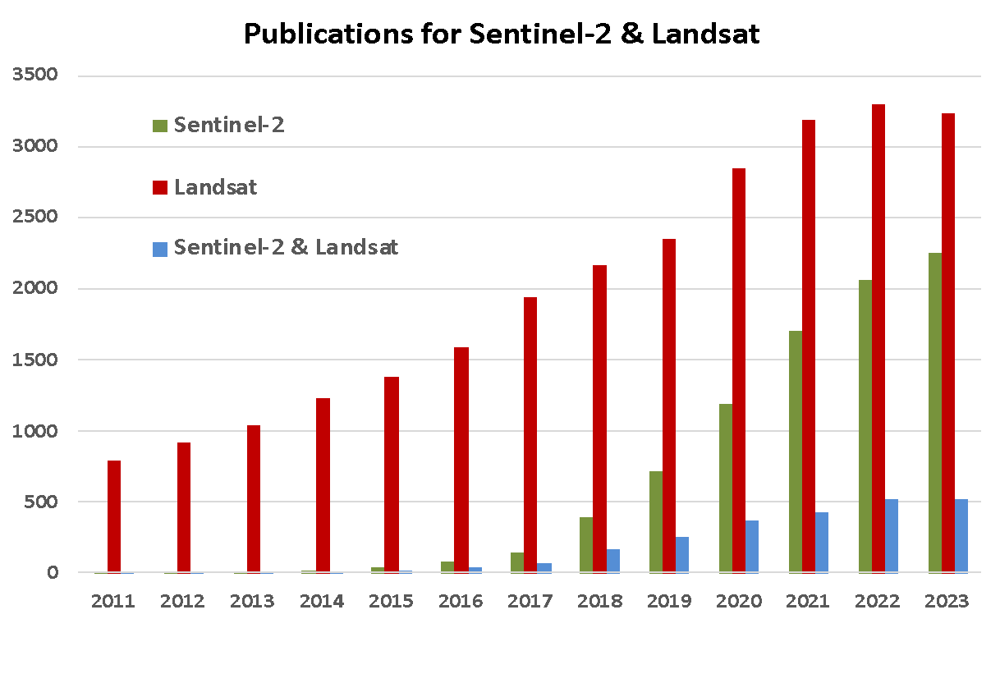 Publications for Sentinel-2 & Landsat
3500
Sentinel-2
3000
Landsat
2500
Sentinel-2 & Landsat
2000
1500
1000
500
0
2011 2012 2013 2014 2015 2016 2017 2018 2019 2020 2021 2022 2023